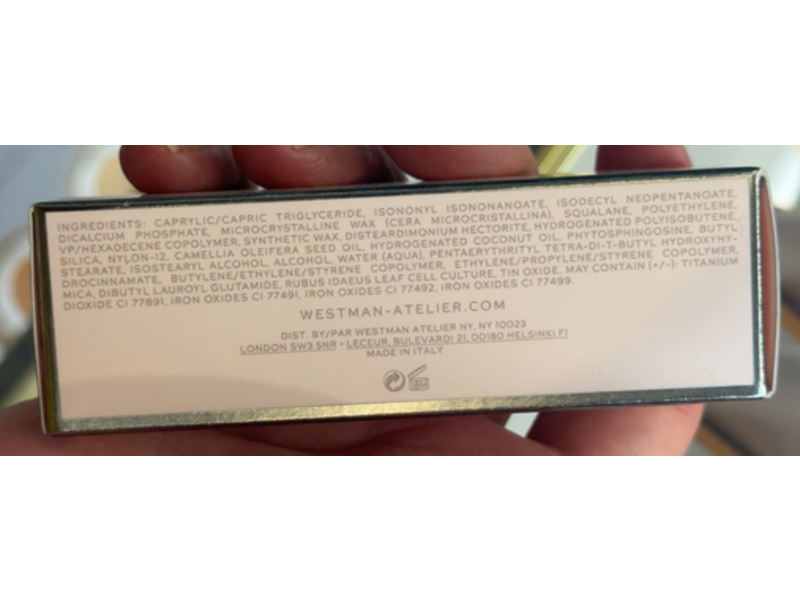 INGREDIENTS: CAPRYLIC/CAPRIC TRIGLYCERIDE, ISONONYL ISONONANOATE, ISODECYL NEOPENTANOATE,
DICALCIUM PHOSPHATE, MICROCRYSTALLINE WAX (CERA MICROCRISTALLINA), SQUALANE, POLYETHYLENE,
VP/HEXADECENE COPOLYMER, SYNTHETIC WAX, DISTEARDIMONIUM HECTORITE, HYDROGENATED POLYISOBUTENE,
SILICA, NYLON-12, CAMELLIA OLEIFERA SEED OIL, HYDROGENATED COCONUT OIL, PHYTOSPHINGOSINE, BUTYL
STEARATE, ISOSTEARYL ALCOHOL, ALCOHOL, WATER (AQUA), PENTAERYTHRITYL TETRA-DI-T-BUTYL HYDROXYHY-
DROCINNAMATE, BUTYLENE/ETHYLENE/STYRENE COPOLYMER, ETHYLENE/PROPYLENE/STYRENE COPOLYMER,
MICA, DIBUTYL LAUROYL GLUTAMIDE, RUBUS IDAEUS LEAF CELL CULTURE, TIN OXIDE. MAY CONTAIN (+/-): TITANIUM
DIOXIDE CI 77891, IRON OXIDES CI 77491, IRON OXIDES CI 77492, IRON OXIDES CI 77499.
WESTMAN-ATELIER.COM
DIST. BY/PAR WESTMAN ATELIER NY, NY 10023
LONDON SW3 5NR • LECEUR, BULEVARDI 21, 00180 HELSINKI FI
MADE IN ITALY
18M